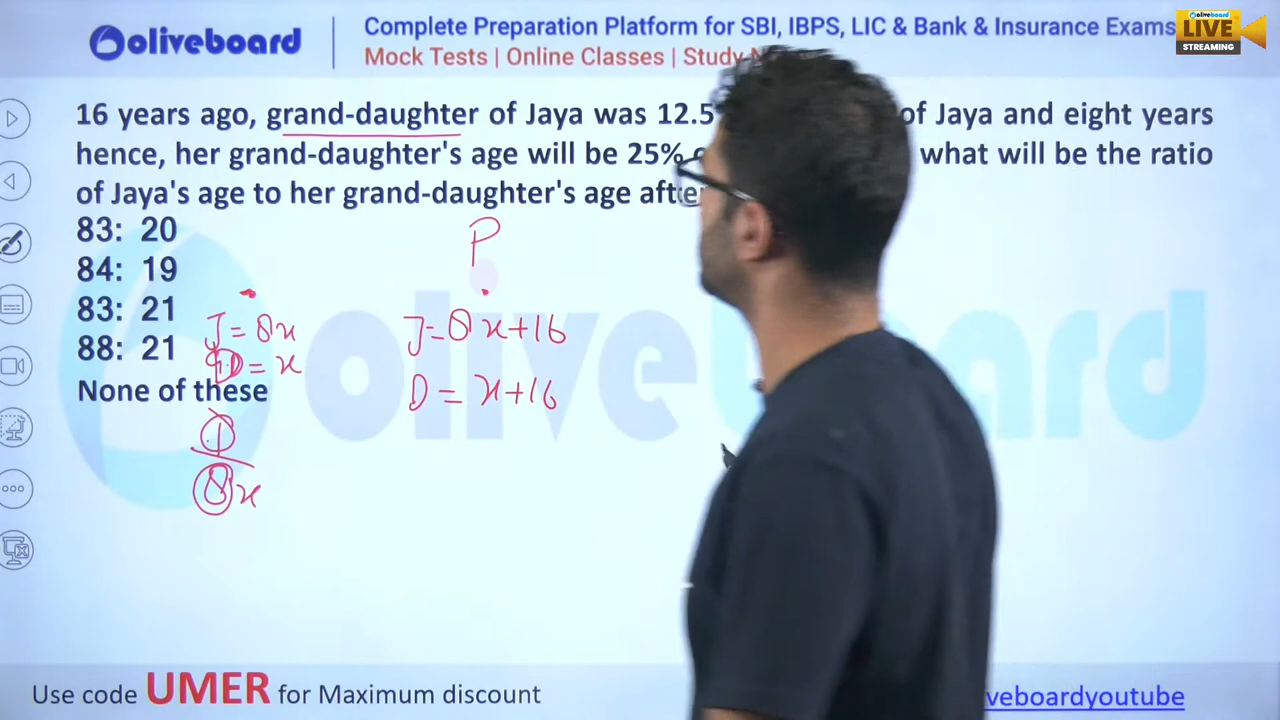 oliveboard
Complete Preparation Platform for SBI, IBPS, LIC & Bank & Insurance Exams
Mock Tests | Online Classes | Study
oliveboard
LIVE
STREAMING
16 years ago, grand-daughter of Jaya was 12.5 of Jaya and eight years
hence, her grand-daughter's age will be 25% what will be the ratio
of Jaya's age to her grand-daughter's age after
83: 20
84: 19
83: 21
88: 21
None of these
P
J = 8x
GD = x
J = 8x+16
D = x+16
1
8x
oliveboard
Use code UMER for Maximum discount
veboardyoutube